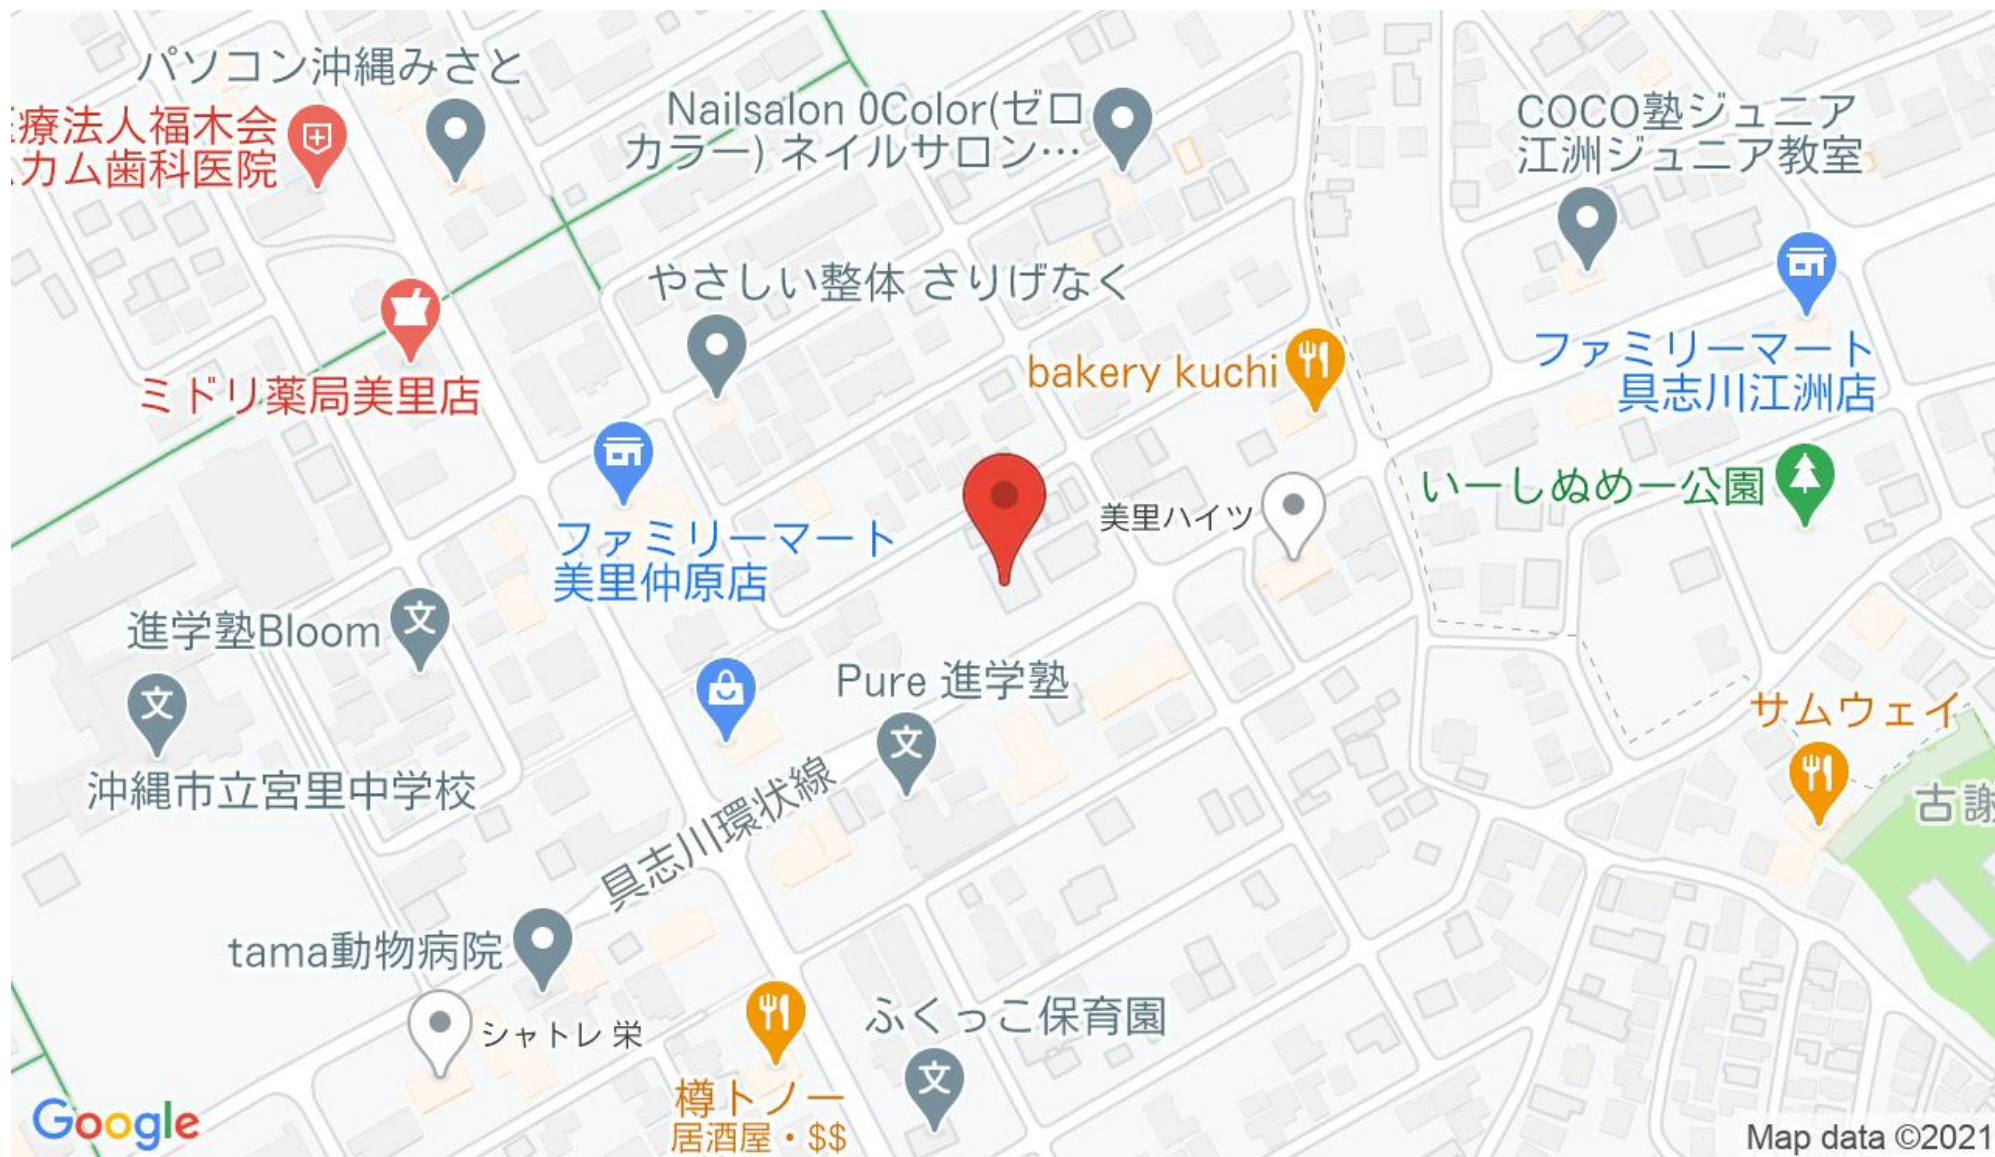 パソコン沖縄みさと
療法人福木会
カム歯科医院
Nailsalon 0Color(ゼロ
カラー) ネイルサロン…
COCO塾ジュニア
江洲ジュニア教室
やさしい整体 さりげなく
ミドリ薬局美里店
bakery kuchi
ファミリーマート
具志川江洲店
美里ハイツ
いーしぬめー公園
ファミリーマート
美里仲原店
進学塾Bloom
文
文
沖縄市立宮里中学校
Pure 進学塾
文
具志川環状線
サムウェイ
古謝
tama動物病院
シャトレ 栄
樽トノー
居酒屋・$$
ふくっこ保育園
文
Google
Map data ©2021